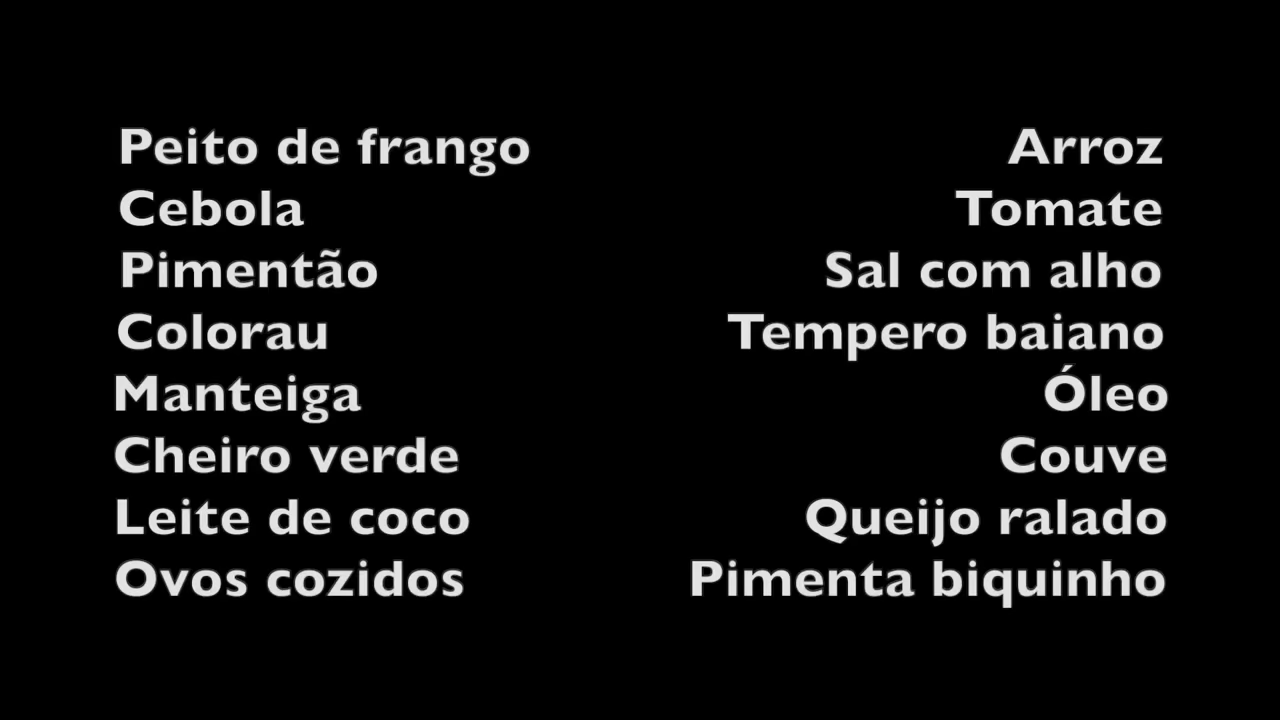 Peito de frango
Cebola
Pimentão
Colorau
Manteiga
Cheiro verde
Leite de coco
Ovos cozidos
Arroz
Tomate
Sal com alho
Tempero baiano
Óleo
Couve
Queijo ralado
Pimenta biquinho